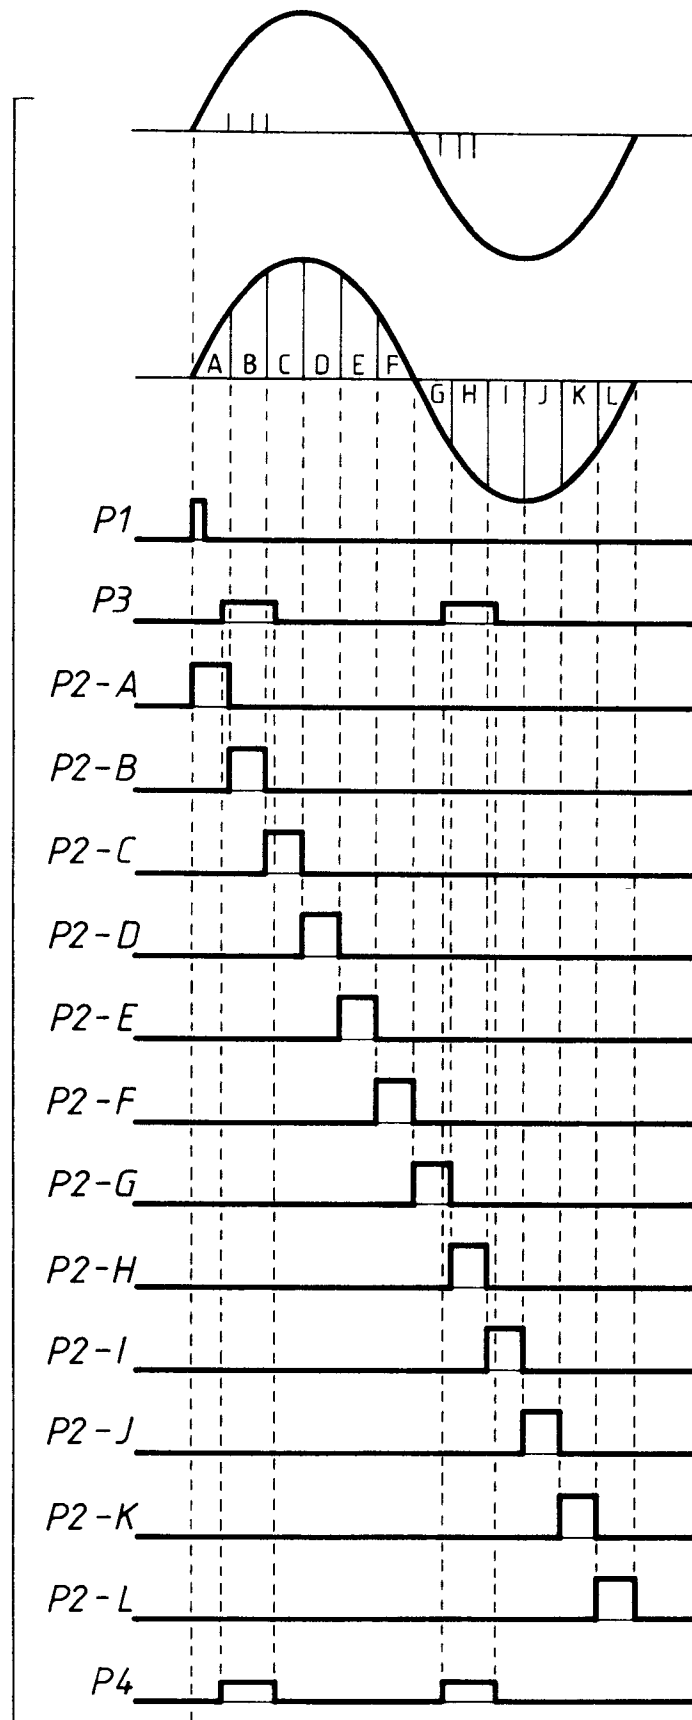 A B C D E F
G H I J K L
P1
P3
P2-A
P2-B
P2-C
P2-D
P2-E
P2-F
P2-G
P2-H
P2-I
P2-J
P2-K
P2-L
P4